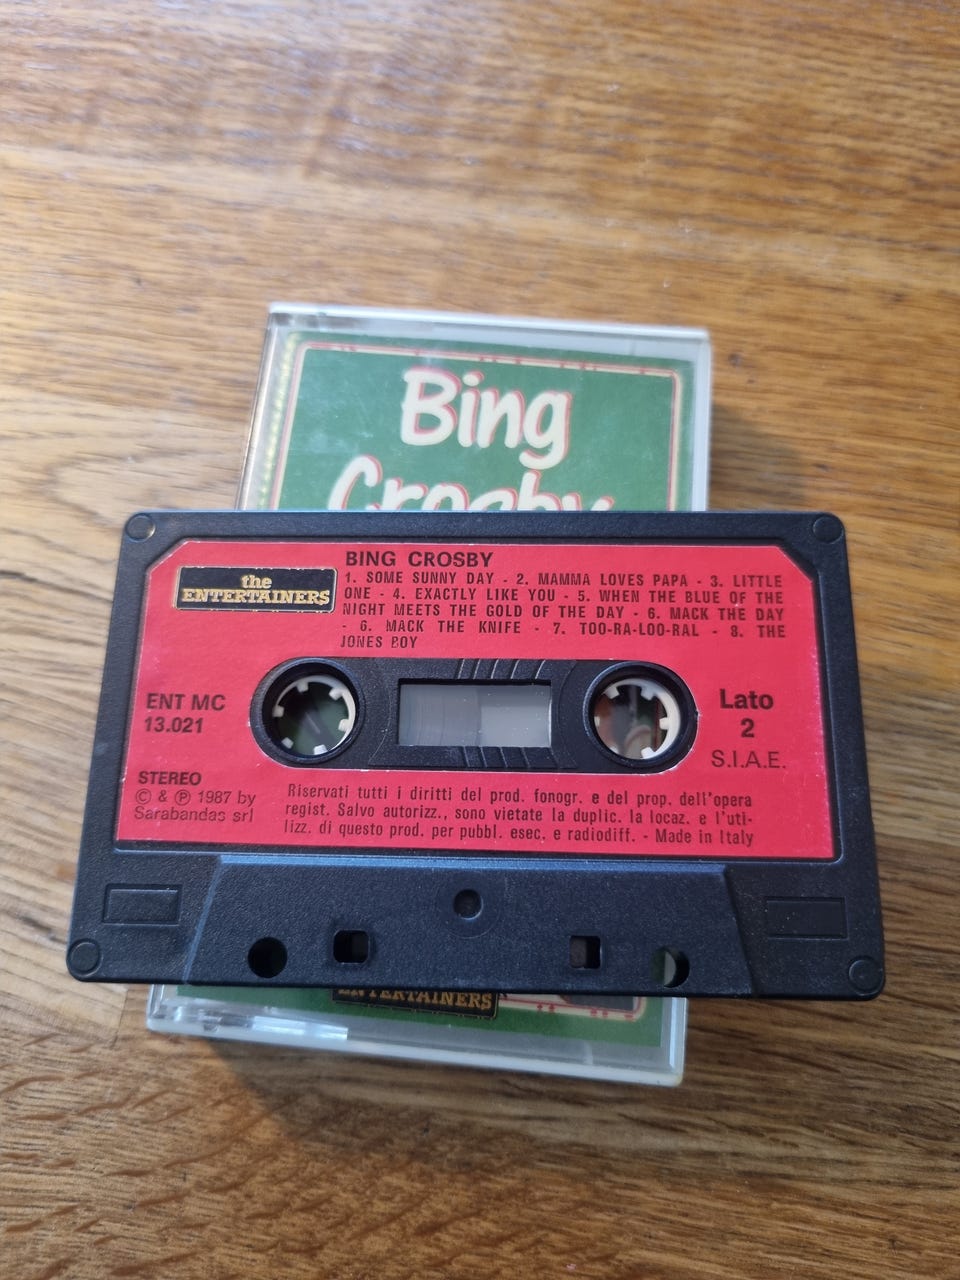 Bing
Crosby
the
ENTERTAINERS
BING CROSBY
1. SOME SUNNY DAY - 2. MAMMA LOVES PAPA - 3. LITTLE
ONE - 4. EXACTLY LIKE YOU - 5. WHEN THE BLUE OF THE
NIGHT MEETS THE GOLD OF THE DAY - 6. MACK THE DAY
- 6. MACK THE KNIFE - 7. TOO-RA-LOO-RAL - 8. THE
JONES BOY
ENT MC
13.021
Lato
2
S.I.A.E.
STEREO
© & ℗ 1987 by
Sarabandas srl
Riservati tutti i diritti del prod. fonogr. e del prop. dell'opera
regist. Salvo autorizz., sono vietate la duplic. la locaz. e l'uti-
lizz. di questo prod. per pubbl. esec. e radiodiff. - Made in Italy
ENTERTAINERS